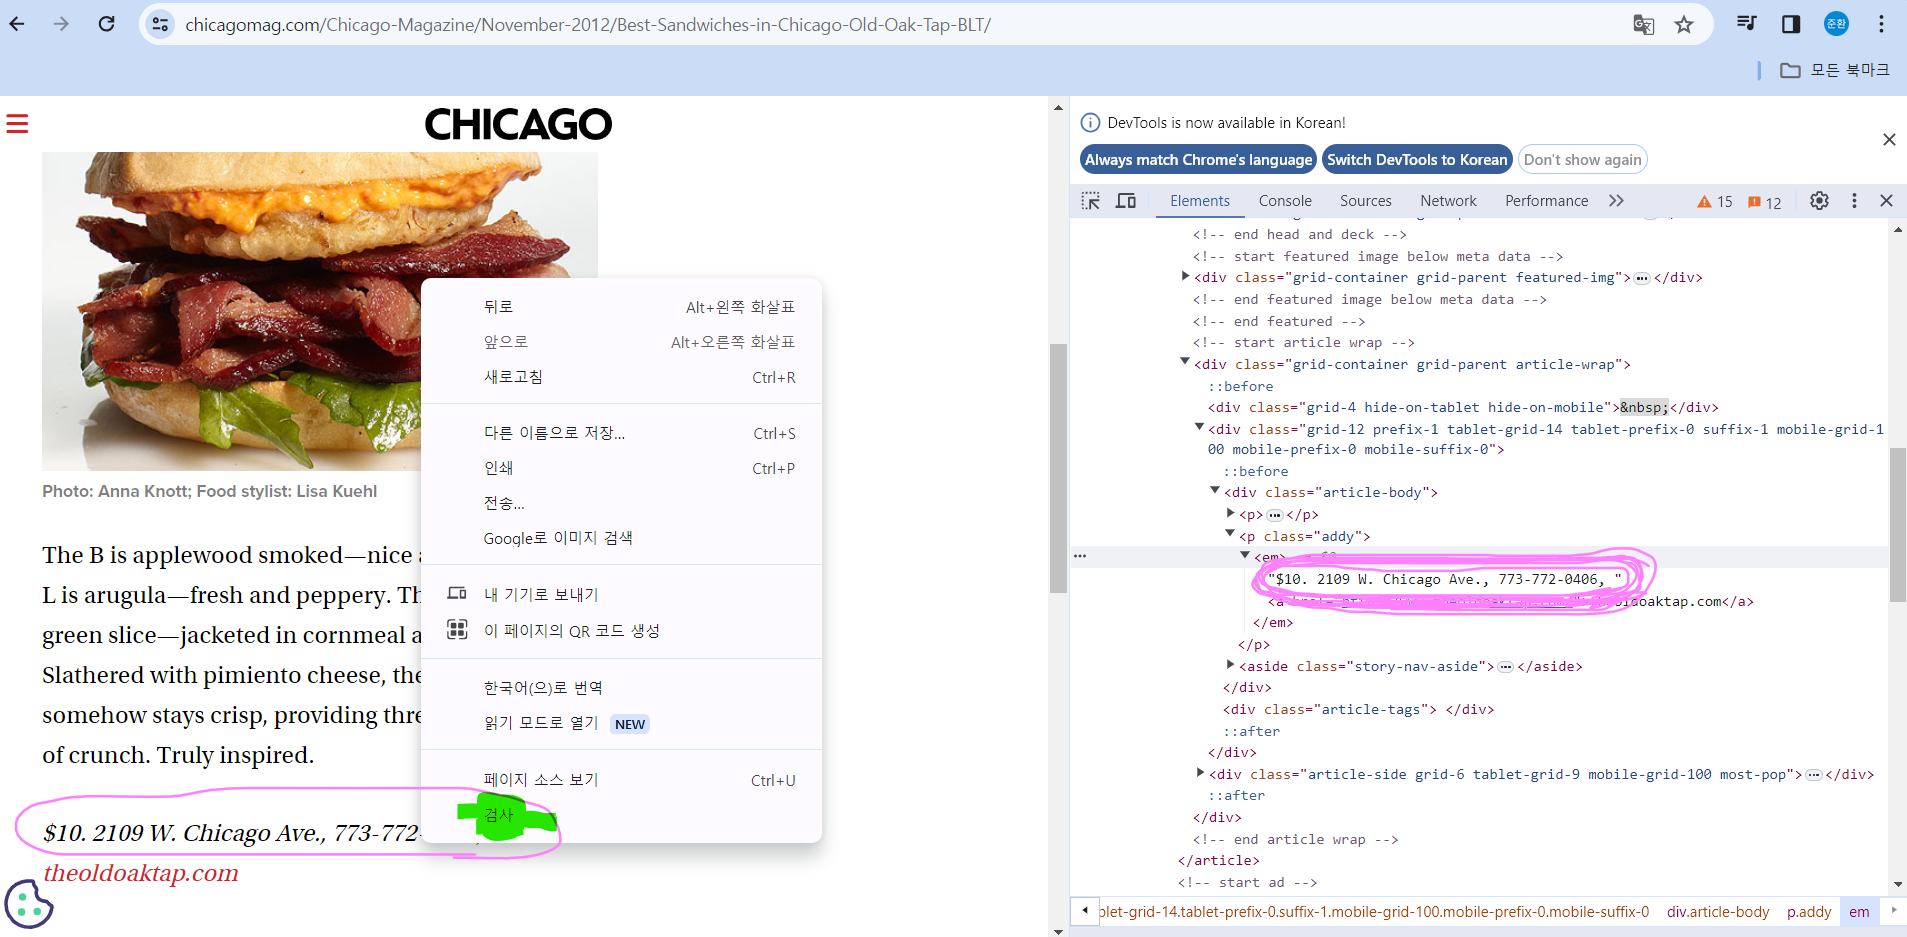 chicagomag.com/Chicago-Magazine/November-2012/Best-Sandwiches-in-Chicago-Old-Oak-Tap-BLT/
준환
모든 북마크
CHICAGO
Photo: Anna Knott; Food stylist: Lisa Kuehl
The B is applewood smoked—nice
L is arugula—fresh and peppery.
green slice—jacketed in cornmeal
Slathered with pimiento cheese,
somehow stays crisp, providing
of crunch. Truly inspired.
$10. 2109 W. Chicago Ave., 773-772-
theoldoaktap.com
뒤로 Alt+왼쪽 화살표
앞으로 Alt+오른쪽 화살표
새로고침 Ctrl+R
다른 이름으로 저장... Ctrl+S
인쇄 Ctrl+P
전송...
Google로 이미지 검색
내 기기로 보내기
이 페이지의 QR 코드 생성
한국어(으)로 번역
읽기 모드로 열기 NEW
페이지 소스 보기 Ctrl+U
검사
DevTools is now available in Korean!
Always match Chrome's language Switch DevTools to Korean Don't show again
Elements Console Sources Network Performance 15 12
<!-- end head and deck -->
<!-- start featured image below meta data -->
<div class="grid-container grid-parent featured-img">…</div>
<!-- end featured image below meta data -->
<!-- end featured -->
<!-- start article wrap -->
<div class="grid-container grid-parent article-wrap">
::before
<div class="grid-4 hide-on-tablet hide-on-mobile">&nbsp;</div>
<div class="grid-12 prefix-1 tablet-grid-14 tablet-prefix-0 suffix-1 mobile-grid-1
00 mobile-prefix-0 mobile-suffix-0">
::before
<div class="article-body">
<p>…</p>
<p class="addy">
<em>
"$10. 2109 W. Chicago Ave., 773-772-0406, "
</a>
</em>
</p>
<aside class="story-nav-aside">…</aside>
</div>
<div class="article-tags"> </div>
::after
</div>
<div class="article-side grid-6 tablet-grid-9 mobile-grid-100 most-pop">…</div>
::after
</div>
<!-- end article wrap -->
</article>
<!-- start ad -->
blet-grid-14.tablet-prefix-0.suffix-1.mobile-grid-100.mobile-prefix-0.mobile-suffix-0 div.article-body p.addy em